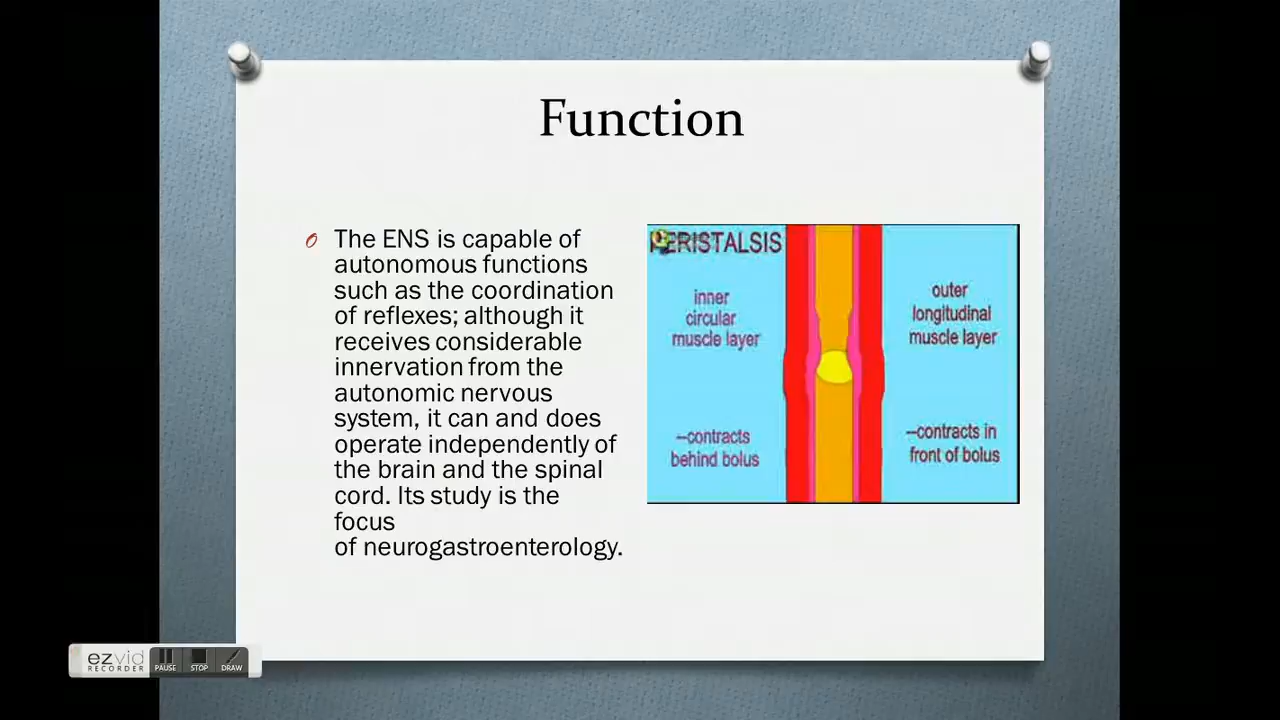 Function
O The ENS is capable of
autonomous functions
such as the coordination
of reflexes; although it
receives considerable
innervation from the
autonomic nervous
system, it can and does
operate independently of
the brain and the spinal
cord. Its study is the
focus
of neurogastroenterology.
PERISTALSIS
inner
circular
muscle layer
--contracts
behind bolus
outer
longitudinal
muscle layer
--contracts in
front of bolus
ezvid
RECORDER
PAUSE
STOP
DRAW